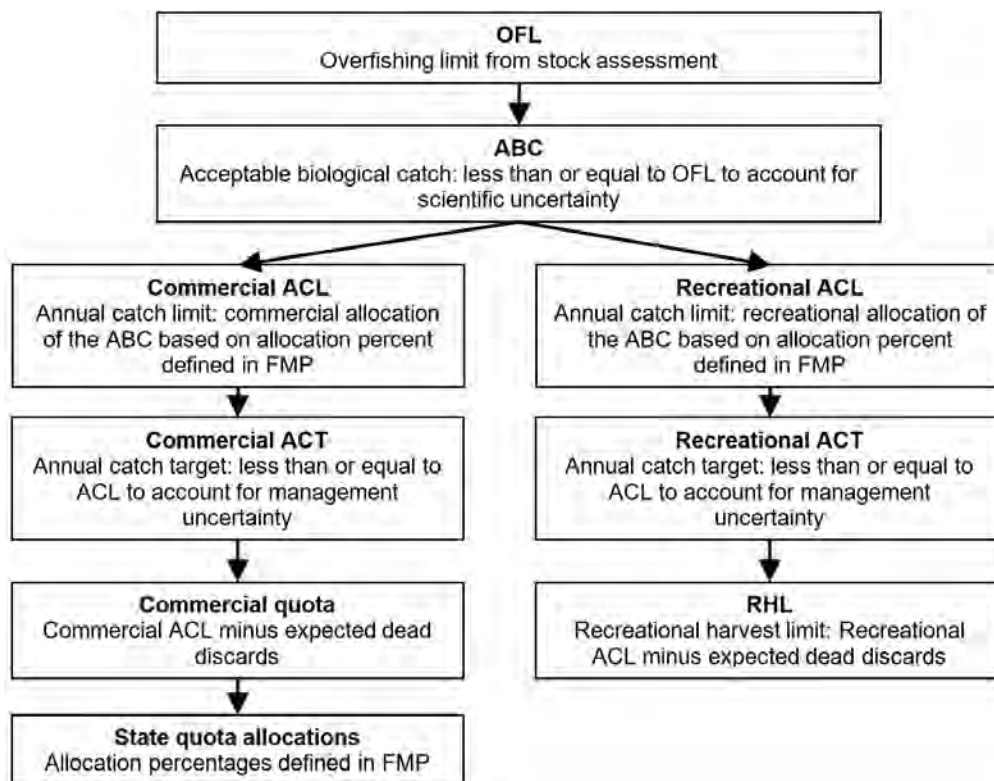 OFL
Overfishing limit from stock assessment
ABC
Acceptable biological catch: less than or equal to OFL to account for
scientific uncertainty
Commercial ACL
Annual catch limit: commercial allocation
of the ABC based on allocation percent
defined in FMP
Recreational ACL
Annual catch limit: recreational allocation of
the ABC based on allocation percent
defined in FMP
Commercial ACT
Annual catch target: less than or equal to
ACL to account for management
uncertainty
Recreational ACT
Annual catch target: less than or equal to
ACL to account for management
uncertainty
Commercial quota
Commercial ACL minus expected dead
discards
RHL
Recreational harvest limit: Recreational
ACL minus expected dead discards
State quota allocations
Allocation percentages defined in FMP